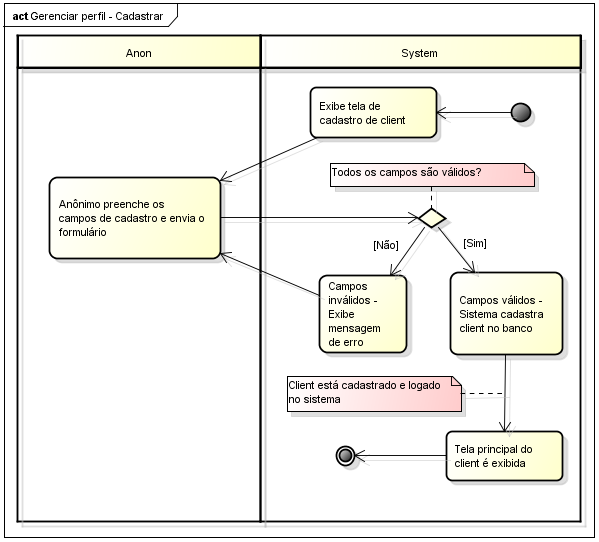 act Gerenciar perfil - Cadastrar
Anon
System
Exibe tela de
cadastro de client
Todos os campos são válidos?
Anônimo preenche os
campos de cadastro e envia o
formulário
[Não]
[Sim]
Campos
inválidos -
Exibe
mensagem
de erro
Campos válidos -
Sistema cadastra
client no banco
Client está cadastrado e logado
no sistema
Tela principal do
client é exibida